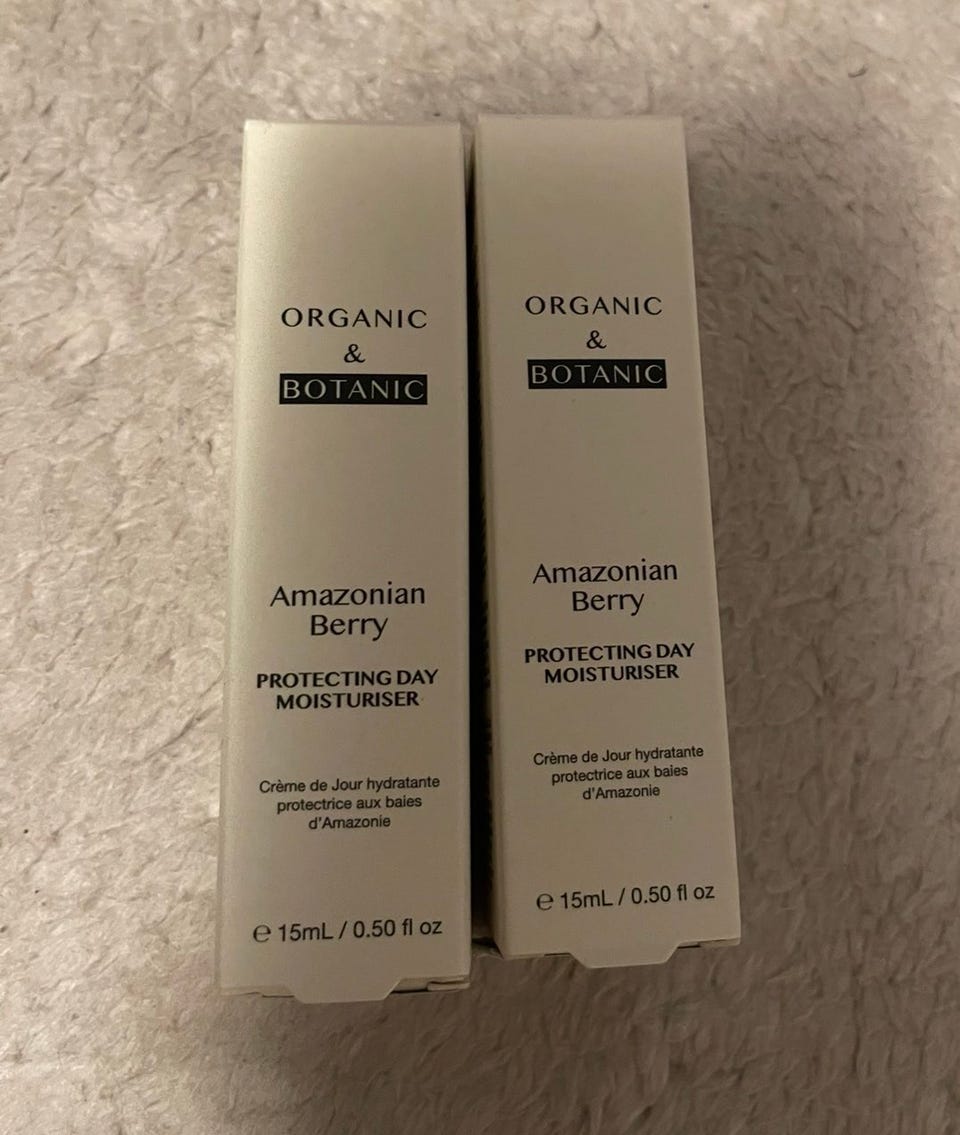 ORGANIC
&
BOTANIC
Amazonian
Berry
PROTECTING DAY
MOISTURISER
Crème de Jour hydratante
protectrice aux baies
d'Amazonie
℮ 15mL / 0.50 fl oz
ORGANIC
&
BOTANIC
Amazonian
Berry
PROTECTING DAY
MOISTURISER
Crème de Jour hydratante
protectrice aux baies
d'Amazonie
℮ 15mL / 0.50 fl oz